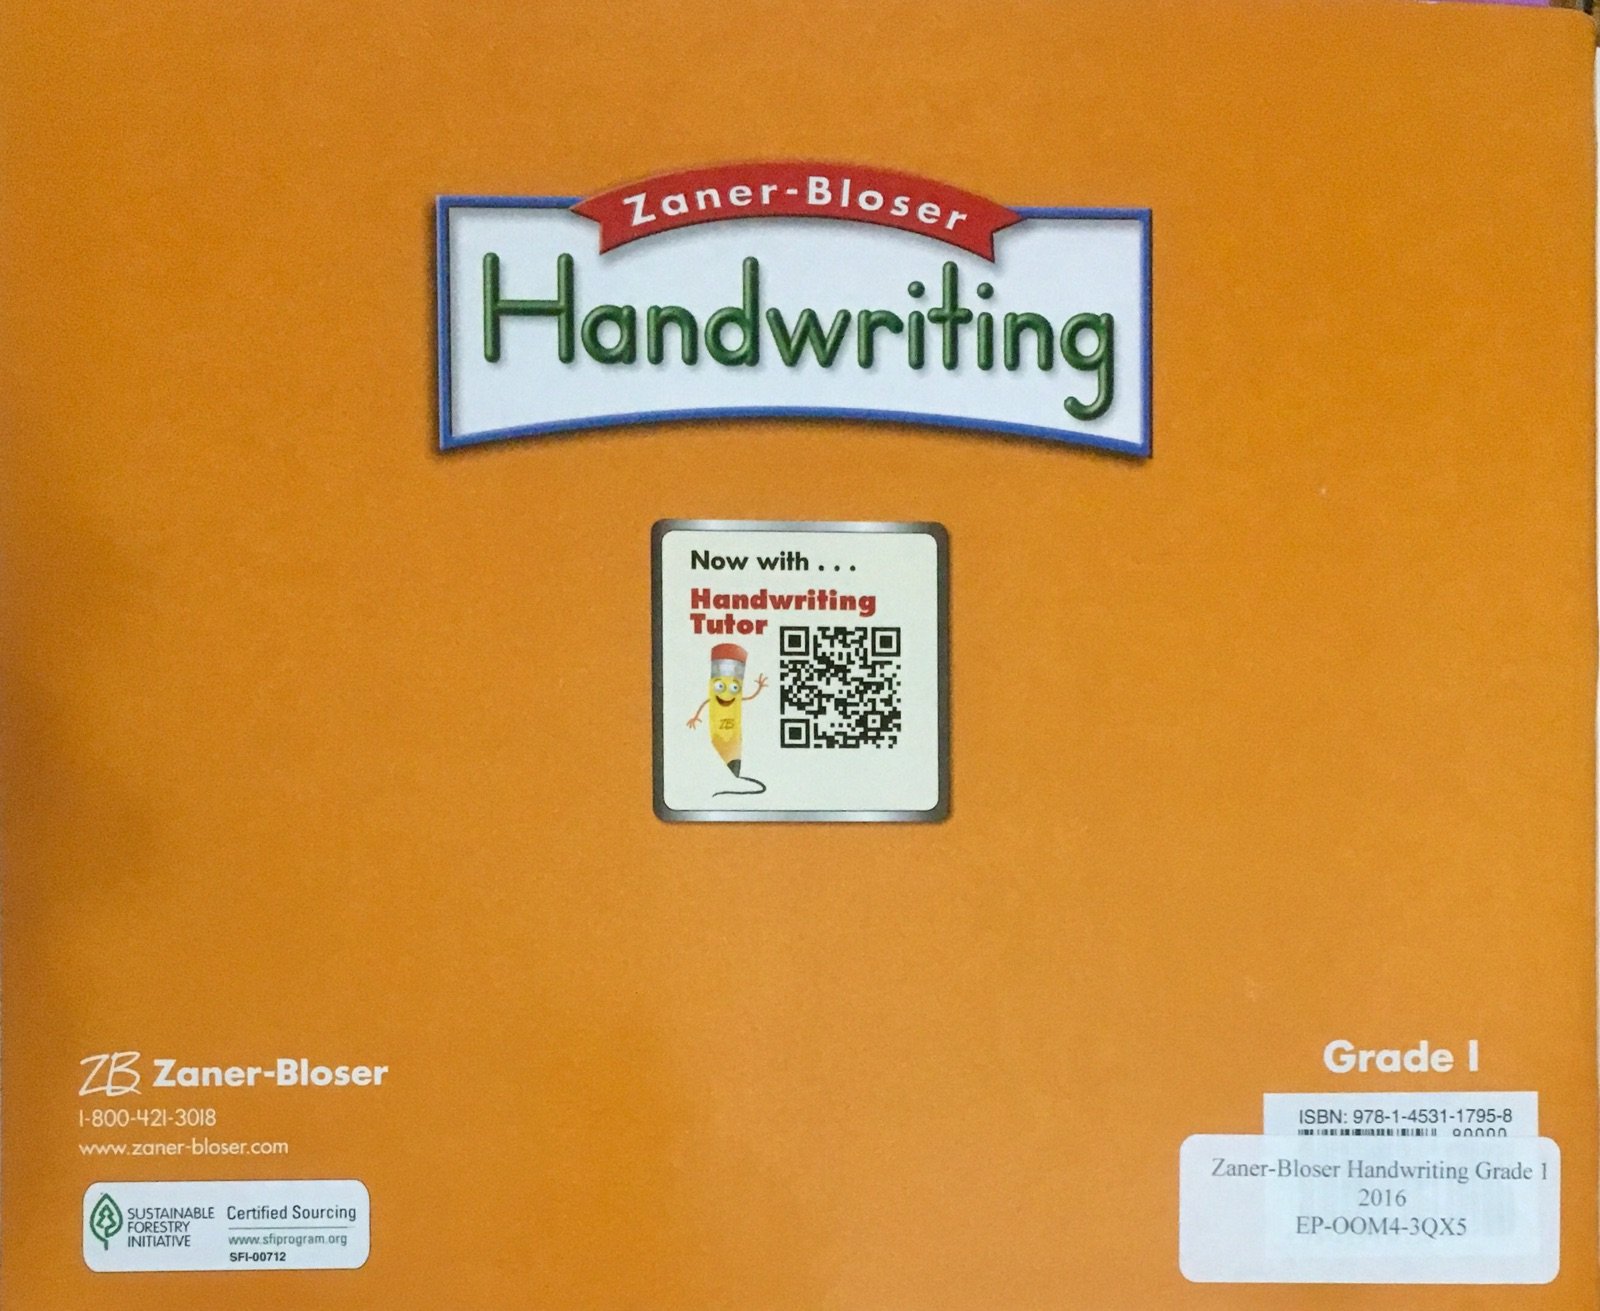 Zaner-Bloser
Handwriting
Now with . . .
Handwriting
Tutor
ZB
ZB Zaner-Bloser
1-800-421-3018
www.zaner-bloser.com
SUSTAINABLE
FORESTRY
INITIATIVE
Certified Sourcing
www.sfiprogram.org
SFI-00712
Grade 1
ISBN: 978-1-4531-1795-8
90000
Zaner-Bloser Handwriting Grade 1
2016
EP-OOM4-3QX5